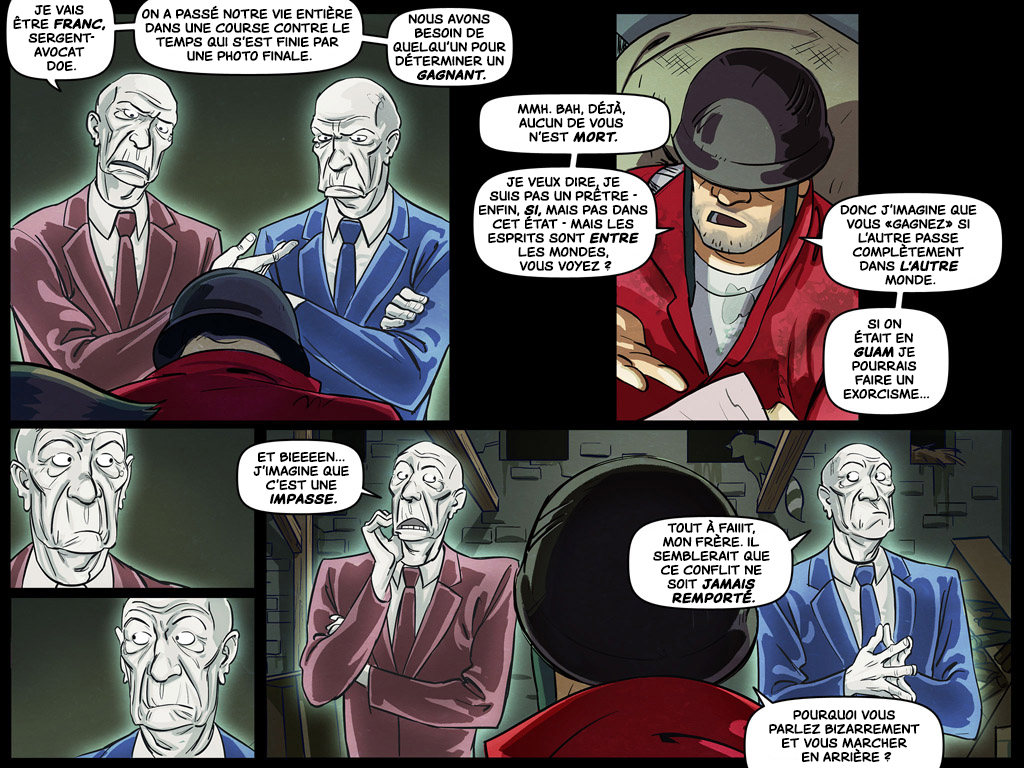 JE VAIS
ÊTRE FRANC,
SERGENT-
AVOCAT
DOE.
ON A PASSÉ NOTRE VIE ENTIÈRE
DANS UNE COURSE CONTRE LE
TEMPS QUI S'EST FINIE PAR
UNE PHOTO FINALE.
NOUS AVONS
BESOIN DE
QUELQU'UN POUR
DÉTERMINER UN
GAGNANT.
MMH. BAH, DÉJÀ,
AUCUN DE VOUS
N'EST MORT.
JE VEUX DIRE, JE
SUIS PAS UN PRÊTRE -
ENFIN, SI, MAIS PAS DANS
CET ÉTAT - MAIS LES
ESPRITS SONT ENTRE
LES MONDES,
VOUS VOYEZ ?
DONC J'IMAGINE QUE
VOUS «GAGNEZ» SI
L'AUTRE PASSE
COMPLÈTEMENT
DANS L'AUTRE
MONDE.
SI ON
ÉTAIT EN
GUAM JE
POURRAIS
FAIRE UN
EXORCISME...
ET BIEEEEN...
J'IMAGINE QUE
C'EST UNE
IMPASSE.
TOUT À FAIIIT,
MON FRÈRE. IL
SEMBLERAIT QUE
CE CONFLIT NE
SOIT JAMAIS
REMPORTÉ.
POURQUOI VOUS
PARLEZ BIZARREMENT
ET VOUS MARCHER
EN ARRIÈRE ?